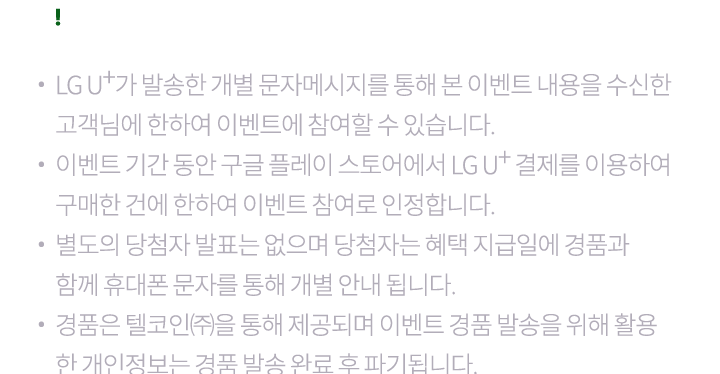 !
• LG U+가 발송한 개별 문자메시지를 통해 본 이벤트 내용을 수신한
고객님에 한하여 이벤트에 참여할 수 있습니다.
• 이벤트 기간 동안 구글 플레이 스토어에서 LG U+ 결제를 이용하여
구매한 건에 한하여 이벤트 참여로 인정합니다.
• 별도의 당첨자 발표는 없으며 당첨자는 혜택 지급일에 경품과
함께 휴대폰 문자를 통해 개별 안내 됩니다.
• 경품은 텔코인㈜을 통해 제공되며 이벤트 경품 발송을 위해 활용
한 개인정보는 경품 발송 완료 후 파기됩니다.